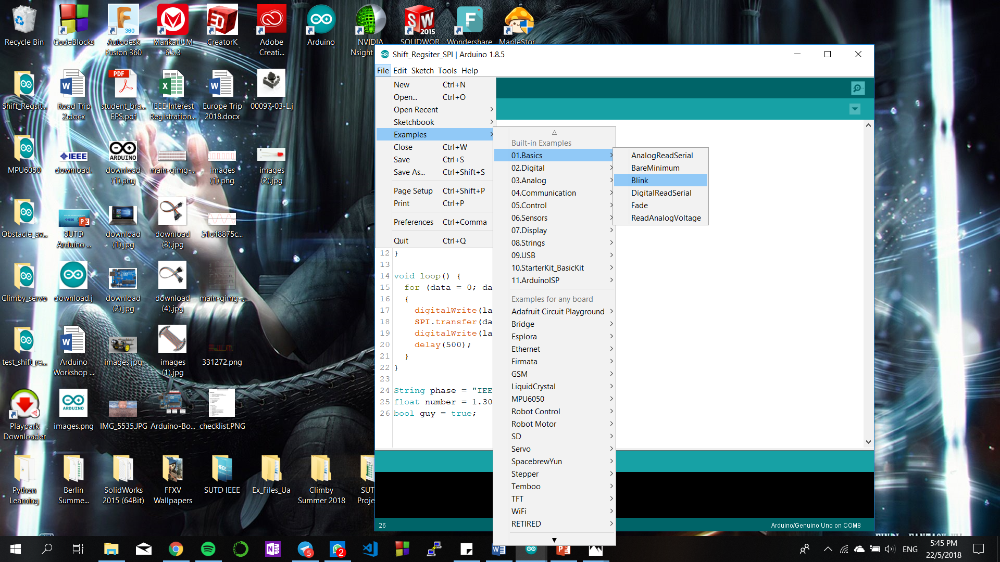 Recycle Bin
CodeBlocks
Autodesk
Fusion 360
360
ManKai UM
6.5.3
CreatorK
Adobe
Creati...
Arduino
NVIDIA
Nsight
SW
2015
SOLIDWOR
Wondershare
MapleStor...
Shift_Regsit...
Road Trip
2.docx
PDF
student_bra...
EPS.pdf
IEEE Interest
Registration...
Europe Trip
2018.docx
00097-03-L.j
MPU6050
IEEE
download.
ARDUINO
download
(1).png
main-qimg-...
images
(1).png
images
(2).jpg
Obstacle_av...
SUTD
Arduino ...
download
(1).jpg
download
(3).jpg
51c48875c...
Climby_servo
download.j
download
(2).jpg
download
(4).jpg
main-qimg-...
test_shift_re...
Arduino
Workshop ...
images.jpg
images
(1).jpg
331272.png
Playpark
Downloader
ARDUINO
images.png
IMG_5535.JPG
Arduino-Bo...
checklist.PNG
Python
Learning
Berlin
Summe...
SolidWorks
2015 (64Bit)
FFXV
Wallpapers
SUTD IEEE
Ex_Files_Ua
Climby
Summer 2018
SUT
Proje
Shift_Regsiter_SPI | Arduino 1.8.5
File Edit Sketch Tools Help
New Ctrl+N
Open... Ctrl+O
Open Recent
Sketchbook
Examples
Close Ctrl+W
Save Ctrl+S
Save As... Ctrl+Shift+S
Page Setup Ctrl+Shift+P
Print Ctrl+P
Preferences Ctrl+Comma
Quit Ctrl+Q
Built-in Examples
01.Basics
02.Digital
03.Analog
04.Communication
05.Control
06.Sensors
07.Display
08.Strings
09.USB
10.StarterKit_BasicKit
11.ArduinoISP
Examples for any board
Adafruit Circuit Playground
Bridge
Esplora
Ethernet
Firmata
GSM
LiquidCrystal
MPU6050
Robot Control
Robot Motor
SD
Servo
SpacebrewYun
Stepper
Temboo
TFT
WiFi
RETIRED
AnalogReadSerial
BareMinimum
Blink
DigitalReadSerial
Fade
ReadAnalogVoltage
12 }
13
14 void loop() {
15 for (data = 0; da
16 {
17 digitalWrite(la
18 SPI.transfer(da
19 digitalWrite(la
20 delay(500);
21 }
22 }
23
24 String phase = "IEE
25 float number = 1.30
26 bool guy = true;
26
Arduino/Genuino Uno on COM8
5
2
ENG
5:45 PM
22/5/2018